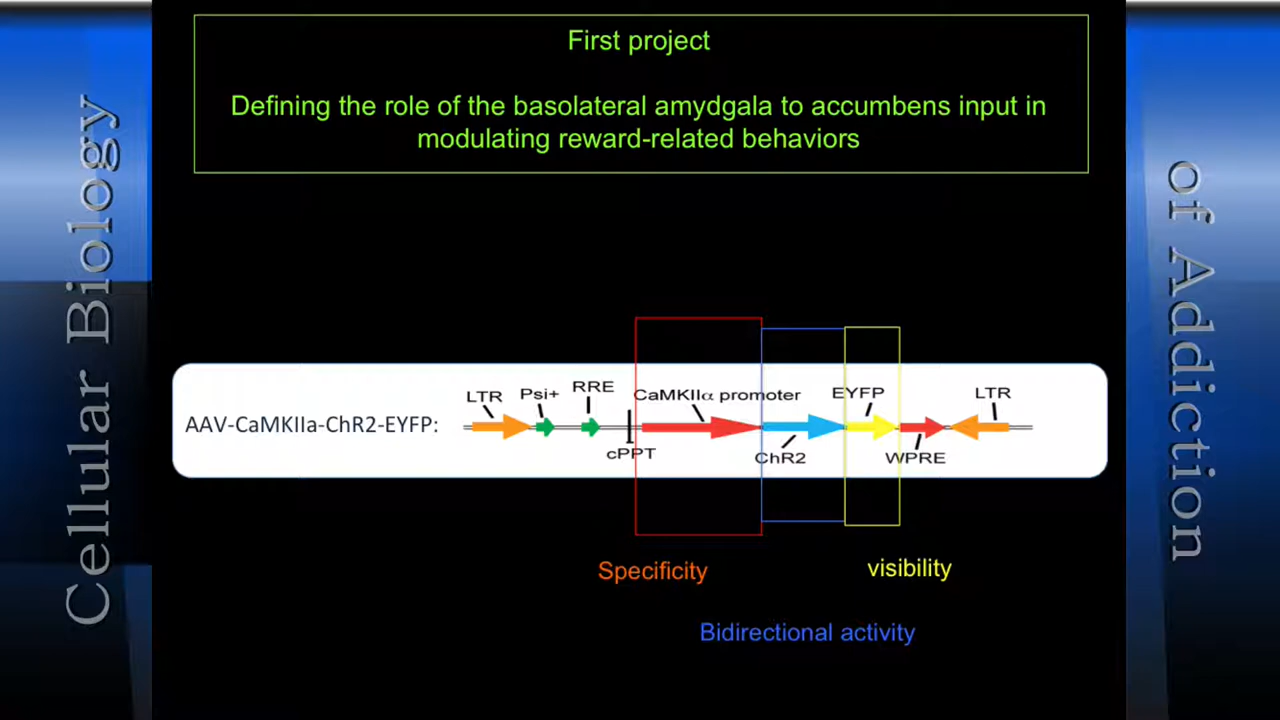 Cellular Biology
First project
Defining the role of the basolateral amygdala to accumbens input in
modulating reward-related behaviors
AAV-CaMKIIa-ChR2-EYFP:
LTR
Psi+
RRE
cPPT
CaMKIIα promoter
ChR2
EYFP
WPRE
LTR
Specificity
visibility
Bidirectional activity
of Addiction